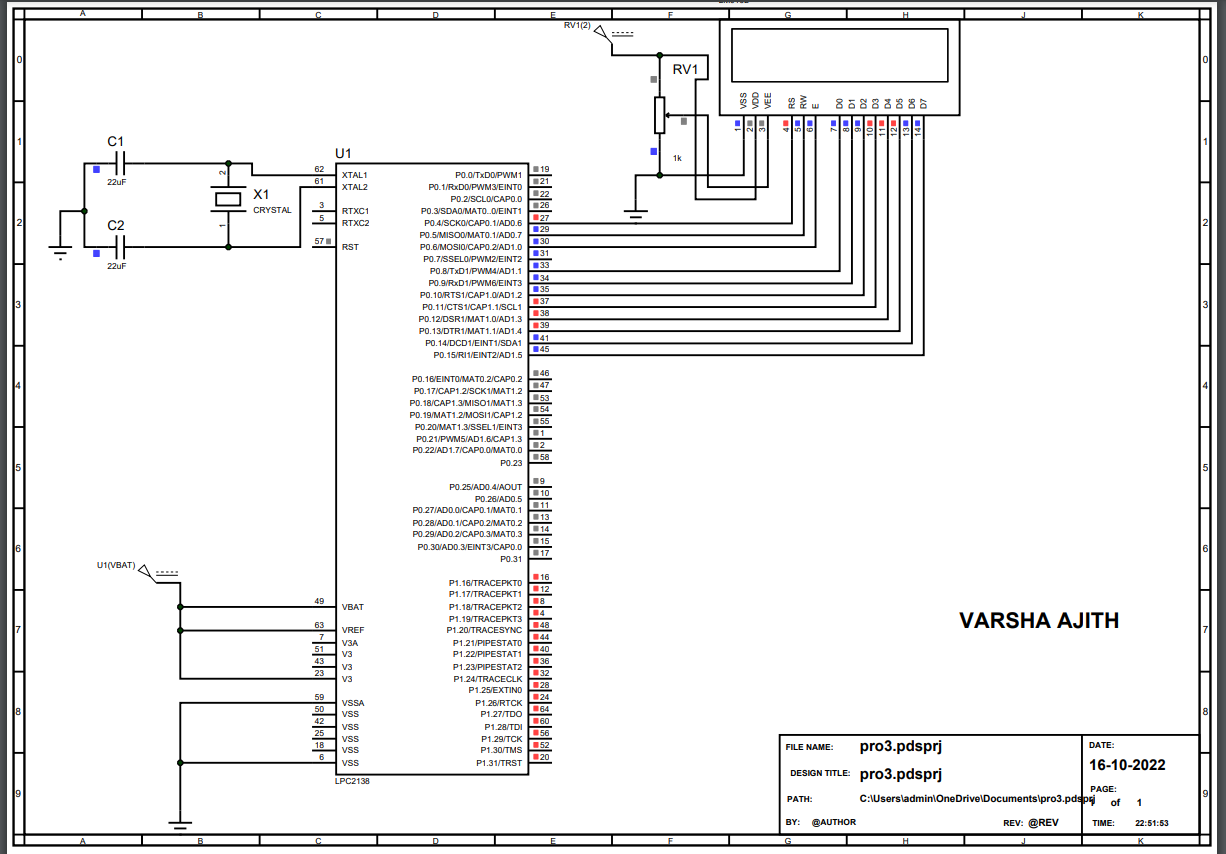 A B C D E F G H J K
RV1(2)
RV1
1k
VSS VDD VEE RS RW E D0 D1 D2 D3 D4 D5 D6 D7
1 2 3 4 5 6 7 8 9 10 11 12 13 14
0 0
1 1
2 2
3 3
4 4
5 5
6 6
7 7
8 8
9 9
C1
22uF
C2
22uF
X1
CRYSTAL
2
1
U1
62 XTAL1
61 XTAL2
3 RTXC1
5 RTXC2
57 RST
P0.0/TxD0/PWM1 19
P0.1/RxD0/PWM3/EINT0 21
P0.2/SCL0/CAP0.0 22
P0.3/SDA0/MAT0..0/EINT1 26
P0.4/SCK0/CAP0.1/AD0.6 27
P0.5/MISO0/MAT0.1/AD0.7 29
P0.6/MOSI0/CAP0.2/AD1.0 30
P0.7/SSEL0/PWM2/EINT2 31
P0.8/TxD1/PWM4/AD1.1 33
P0.9/RxD1/PWM6/EINT3 34
P0.10/RTS1/CAP1.0/AD1.2 35
P0.11/CTS1/CAP1.1/SCL1 37
P0.12/DSR1/MAT1.0/AD1.3 38
P0.13/DTR1/MAT1.1/AD1.4 39
P0.14/DCD1/EINT1/SDA1 41
P0.15/RI1/EINT2/AD1.5 45
P0.16/EINT0/MAT0.2/CAP0.2 46
P0.17/CAP1.2/SCK1/MAT1.2 47
P0.18/CAP1.3/MISO1/MAT1.3 53
P0.19/MAT1.2/MOSI1/CAP1.2 54
P0.20/MAT1.3/SSEL1/EINT3 55
P0.21/PWM5/AD1.6/CAP1.3 1
P0.22/AD1.7/CAP0.0/MAT0.0 2
P0.23 58
P0.25/AD0.4/AOUT 9
P0.26/AD0.5 10
P0.27/AD0.0/CAP0.1/MAT0.1 11
P0.28/AD0.1/CAP0.2/MAT0.2 13
P0.29/AD0.2/CAP0.3/MAT0.3 14
P0.30/AD0.3/EINT3/CAP0.0 15
P0.31 17
P1.16/TRACEPKT0 16
P1.17/TRACEPKT1 12
P1.18/TRACEPKT2 8
P1.19/TRACEPKT3 4
P1.20/TRACESYNC 48
P1.21/PIPESTAT0 44
P1.22/PIPESTAT1 40
P1.23/PIPESTAT2 36
P1.24/TRACECLK 32
P1.25/EXTIN0 28
P1.26/RTCK 24
P1.27/TDO 64
P1.28/TDI 60
P1.29/TCK 56
P1.30/TMS 52
P1.31/TRST 20
U1(VBAT)
49 VBAT
63 VREF
7 V3A
51 V3
43 V3
23 V3
59 VSSA
50 VSS
42 VSS
25 VSS
18 VSS
6 VSS
LPC2138
VARSHA AJITH
FILE NAME: pro3.pdsprj
DESIGN TITLE: pro3.pdsprj
PATH: C:\Users\admin\OneDrive\Documents\pro3.pdsprj
BY: @AUTHOR REV: @REV
DATE:
16-10-2022
PAGE:
1 of 1
TIME: 22:51:53
A B C D E F G H J K